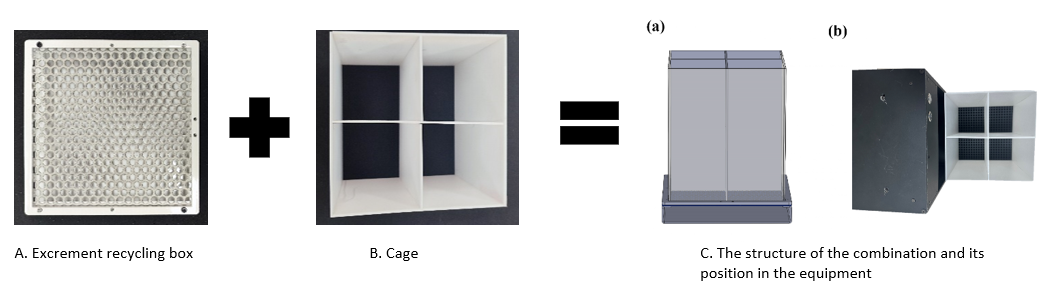 (a)
(b)
A. Excrement recycling box
B. Cage
C. The structure of the combination and its
position in the equipment